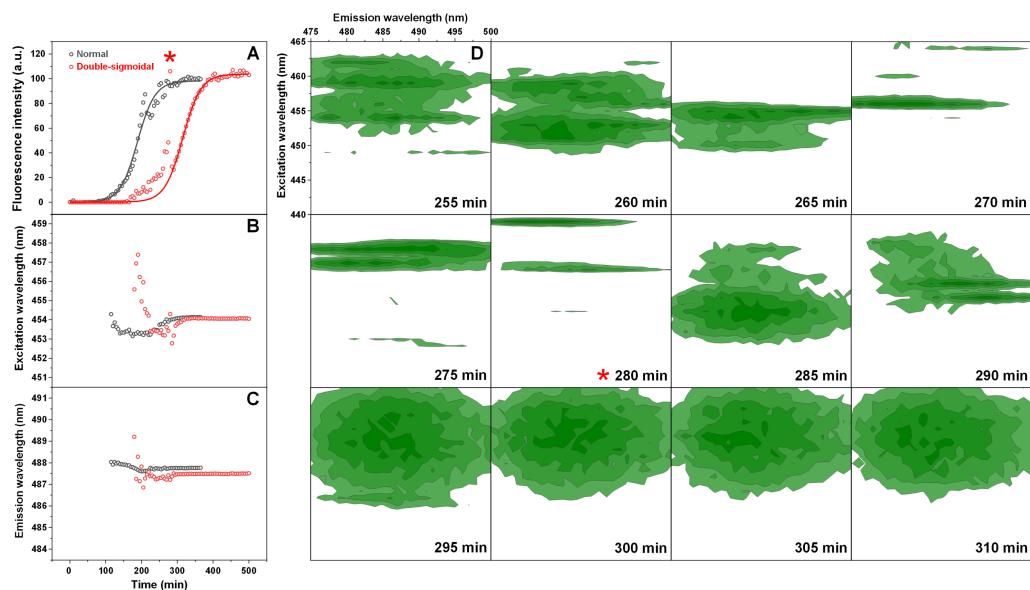 Emission wavelength (nm)
475 480 485 490 495 500
A
* 
Normal
Double-sigmoidal
Fluorescence intensity (a.u.)
120
100
80
60
40
20
0
B
Excitation wavelength (nm)
459
458
457
456
455
454
453
452
451
C
Emission wavelength (nm)
491
490
489
488
487
486
485
484
0 100 200 300 400 500
Time (min)
D
Excitation wavelength (nm)
465
460
455
450
445
440
255 min
260 min
265 min
270 min
275 min
* 280 min
285 min
290 min
295 min
300 min
305 min
310 min